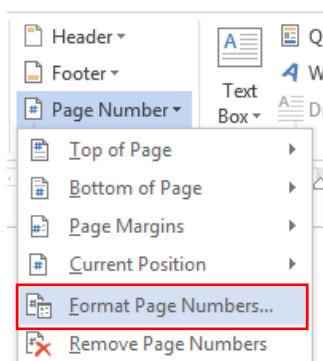 Header
Footer
Page Number
Text
Box
Q
A
W
A
D
Top of Page
Bottom of Page
Page Margins
Current Position
Format Page Numbers...
Remove Page Numbers